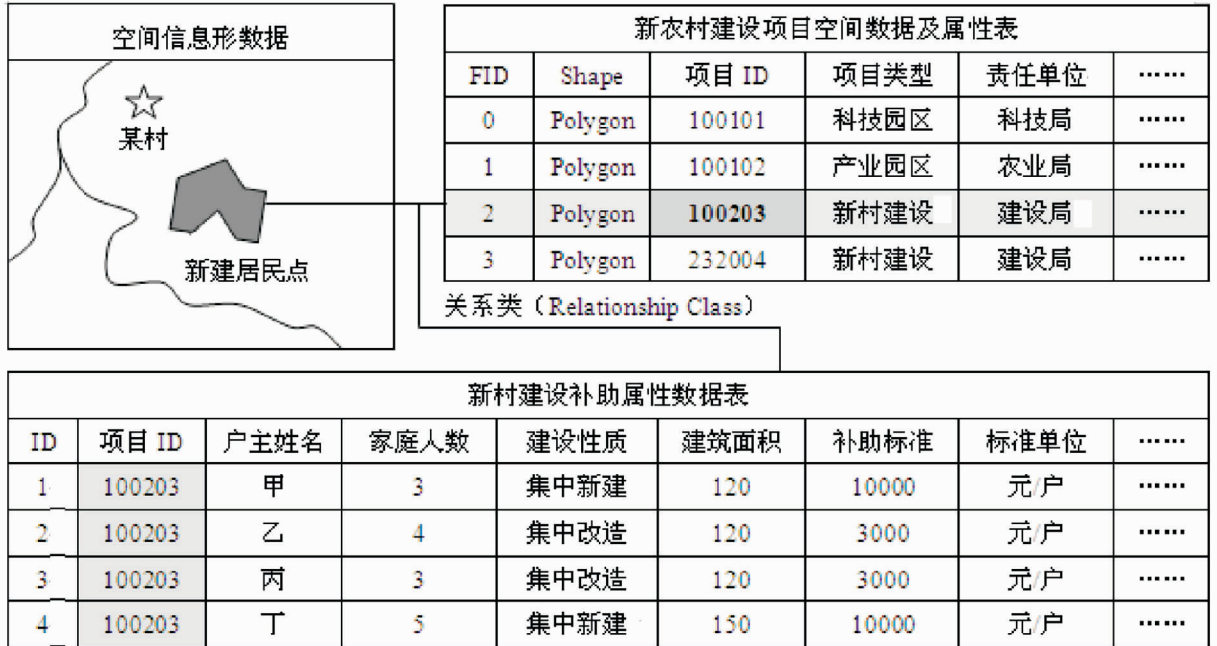 空间信息形数据
某村
新建居民点
新农村建设项目空间数据及属性表
FID Shape 项目 ID 项目类型 责任单位 ……
0 Polygon 100101 科技园区 科技局 ……
1 Polygon 100102 产业园区 农业局 ……
2 Polygon 100203 新村建设 建设局 ……
3 Polygon 232004 新村建设 建设局 ……
关系类（Relationship Class）
新村建设补助属性数据表
ID 项目 ID 户主姓名 家庭人数 建设性质 建筑面积 补助标准 标准单位 ……
1 100203 甲 3 集中新建 120 10000 元/户 ……
2 100203 乙 4 集中改造 120 3000 元/户 ……
3 100203 丙 3 集中改造 120 3000 元/户 ……
4 100203 丁 5 集中新建 150 10000 元/户 ……